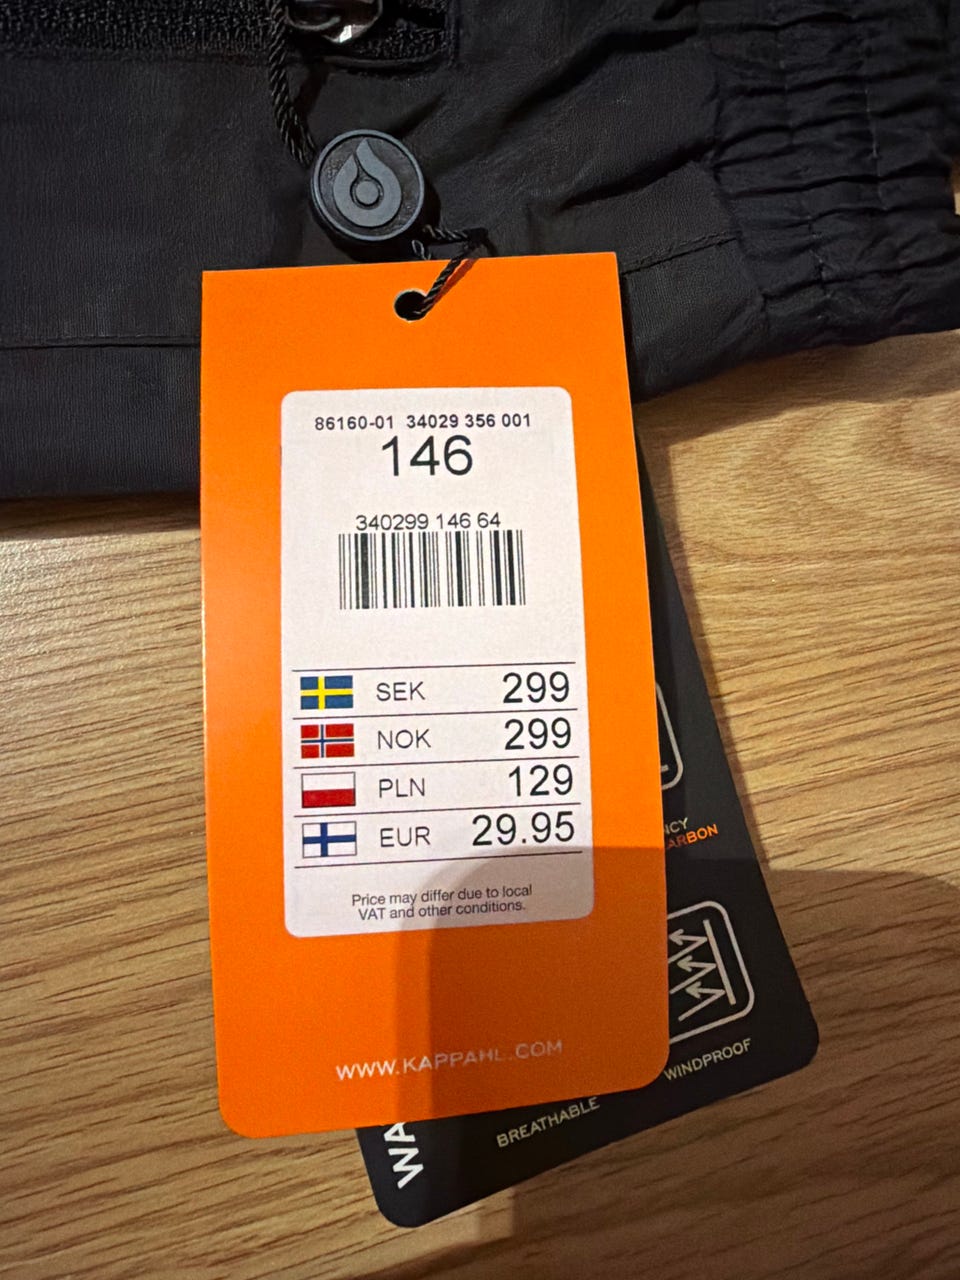 86160-01 34029 356 001
146
340299 146 64
SEK 299
NOK 299
PLN 129
EUR 29.95
Price may differ due to local
VAT and other conditions.
WWW.KAPPAHL.COM
WINDPROOF
BREATHABLE